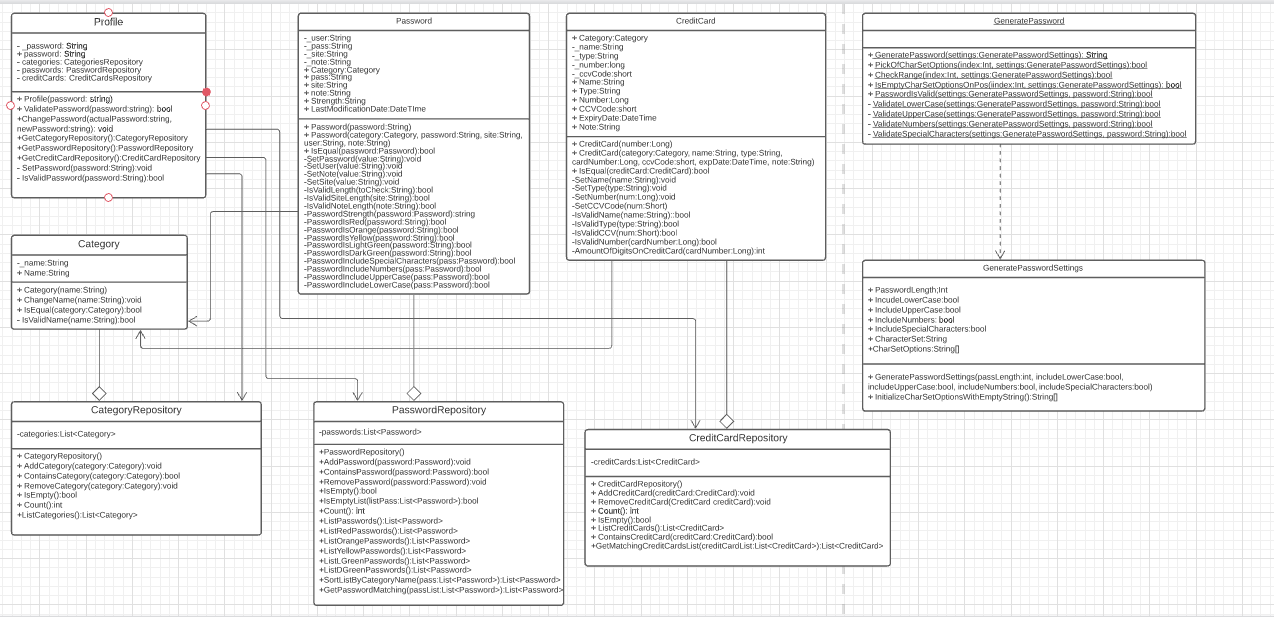 Profile
- _password: String
+ password: String
- categories: CategoriesRepository
- passwords: PasswordRepository
- creditCards: CreditCardsRepository
+ Profile(password: string)
+ ValidatePassword(password:string): bool
+ChangePassword(actualPassword:string,
newPassword:string): void
+GetCategoryRepository():CategoryRepository
+GetPasswordRepository():PasswordRepository
+GetCreditCardRepository():CreditCardRepository
- SetPassword(password:String):void
- IsValidPassword(password:String):bool
Password
- _user:String
- _pass:String
- _site:String
- _note:String
+ Category:Category
+ pass:String
+ site:String
+ note:String
+ Strength:String
+ LastModificationDate:DateTIme
+ Password(password:String)
+ Password(category:Category, password:String, site:String,
user:String, note:String)
+ IsEqual(password:Password):bool
-SetPassword(value:String):void
-SetUser(value:String):void
-SetNote(value:String):void
-SetSite(value:String):void
-IsValidLength(toCheck:String):bool
-IsValidSiteLength(site:String):bool
-IsValidNoteLength(note:String):bool
-PasswordStrength(password:Password):string
-PasswordIsRed(password:String):bool
-PasswordIsOrange(password:String):bool
-PasswordIsYellow(password:String):bool
-PasswordIsLightGreen(password:String):bool
-PasswordIsDarkGreen(password:String):bool
-PasswordIncludeSpecialCharacters(pass:Password):bool
-PasswordIncludeNumbers(pass:Password):bool
-PasswordIncludeUpperCase(pass:Password):bool
-PasswordIncludeLowerCase(pass:Password):bool
CreditCard
+ Category:Category
-_name:String
-_type:String
-_number:long
-_ccvCode:short
+ Name:String
+ Type:String
+ Number:Long
+ CCVCode:short
+ ExpiryDate:DateTime
+ Note:String
+ CreditCard(number:Long)
+ CreditCard(category:Category, name:String, type:String,
cardNumber:Long, ccvCode:short, expDate:DateTime, note:String)
+ IsEqual(creditCard:CreditCard):bool
-SetName(name:String):void
-SetType(type:String):void
-SetNumber(num:Long):void
-SetCCVCode(num:Short)
-IsValidName(name:String)::bool
-IsValidType(type:String):bool
-IsValidCCV(num:Short):bool
-IsValidNumber(cardNumber:Long):bool
-AmountOfDigitsOnCreditCard(cardNumber:Long):int
GeneratePassword
+ GeneratePassword(settings:GeneratePasswordSettings): String
+ PickOfCharSetOptions(index:Int, settings:GeneratePasswordSettings):bool
+ CheckRange(index:Int, settings:GeneratePasswordSettings):bool
+ IsEmptyCharSetOptionsOnPos(iindex:Int, settings:GeneratePasswordSettings): bool
+ PasswordIsValid(settings:GeneratePasswordSettings, password:String):bool
- ValidateLowerCase(settings:GeneratePasswordSettings, password:String):bool
- ValidateUpperCase(settings:GeneratePasswordSettings, password:String):bool
- ValidateNumbers(settings:GeneratePasswordSettings, password:String):bool
- ValidateSpecialCharacters(settings:GeneratePasswordSettings, password:String):bool
Category
-_name:String
+ Name:String
+ Category(name:String)
+ ChangeName(name:String):void
+ IsEqual(category:Category):bool
- IsValidName(name:String):bool
GeneratePasswordSettings
+ PasswordLength;Int
+ IncudeLowerCase:bool
+ IncludeUpperCase:bool
+ IncludeNumbers: bool
+ IncludeSpecialCharacters:bool
+ CharacterSet:String
+CharSetOptions:String[]
+ GeneratePasswordSettings(passLength:int, includeLowerCase:bool,
includeUpperCase:bool, includeNumbers:bool, includeSpecialCharacters:bool)
+ InitializeCharSetOptionsWithEmptyString():String[]
CategoryRepository
-categories:List<Category>
+ CategoryRepository()
+ AddCategory(category:Category):void
+ ContainsCategory(category:Category):bool
+ RemoveCategory(category:Category):void
+ IsEmpty():bool
+ Count():int
+ListCategories():List<Category>
PasswordRepository
-passwords:List<Password>
+PasswordRepository()
+AddPassword(password:Password):void
+ContainsPassword(password:Password):bool
+RemovePassword(password:Password):void
+IsEmpty():bool
+IsEmptyList(listPass:List<Password>):bool
+Count(): int
+ListPasswords():List<Password>
+ListRedPasswords():List<Password>
+ListOrangePasswords():List<Password>
+ListYellowPasswords():List<Password>
+ListLGreenPasswords():List<Password>
+ListDGreenPasswords():List<Password>
+SortListByCategoryName(pass:List<Password>):List<Password>
+GetPasswordMatching(passList:List<Password>):List<Password>
CreditCardRepository
-creditCards:List<CreditCard>
+ CreditCardRepository()
+ AddCreditCard(creditCard:CreditCard):void
+ RemoveCreditCard(CreditCard creditCard):void
+ Count(): int
+ IsEmpty():bool
+ ListCreditCards():List<CreditCard>
+ ContainsCreditCard(creditCard:CreditCard):bool
+GetMatchingCreditCardsList(creditCardList:List<CreditCard>):List<CreditCard>